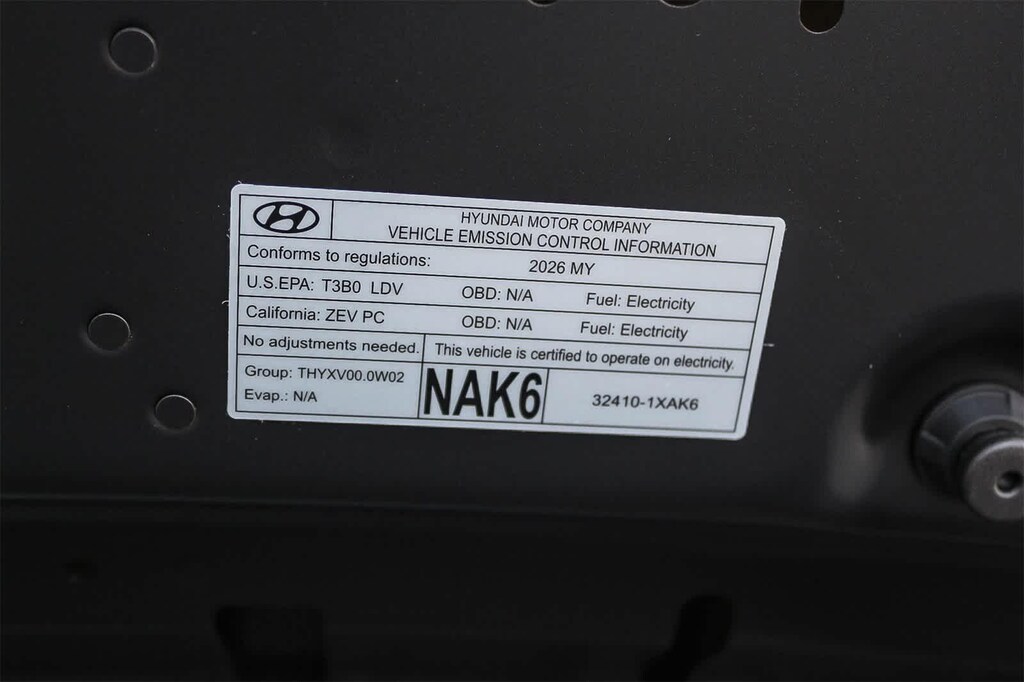 HYUNDAI MOTOR COMPANY
VEHICLE EMISSION CONTROL INFORMATION
Conforms to regulations: 2026 MY
U.S.EPA: T3B0 LDV OBD: N/A Fuel: Electricity
California: ZEV PC OBD: N/A Fuel: Electricity
No adjustments needed. This vehicle is certified to operate on electricity.
Group: THYXV00.0W02
Evap.: N/A
NAK6
32410-1XAK6